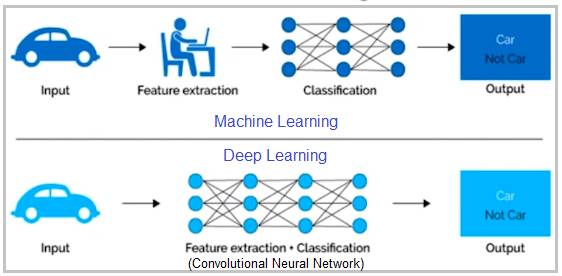 Car
Not Car
Input
Feature extraction
Classification
Output
Machine Learning
Deep Learning
Car
Not Car
Input
Feature extraction + Classification
Output
(Convolutional Neural Network)